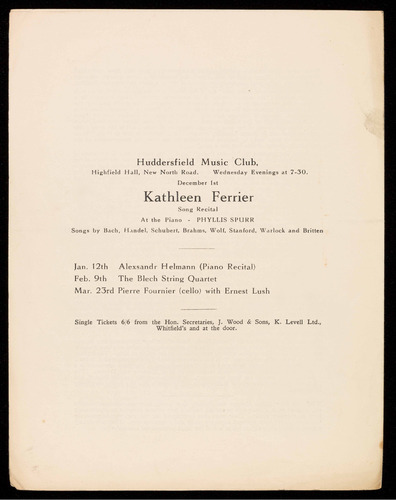 Huddersfield Music Club,
Highfield Hall, New North Road. Wednesday Evenings at 7-30.
December 1st
Kathleen Ferrier
Song Recital
At the Piano - PHYLLIS SPURR
Songs by Bach, Handel, Schubert, Brahms, Wolf, Stanford, Warlock and Britten
Jan. 12th Alexsandr Helmann (Piano Recital)
Feb. 9th The Blech String Quartet
Mar. 23rd Pierre Fournier (cello) with Ernest Lush
Single Tickets 6/6 from the Hon. Secretaries, J. Wood & Sons, K. Levell Ltd.,
Whitfield's and at the door.